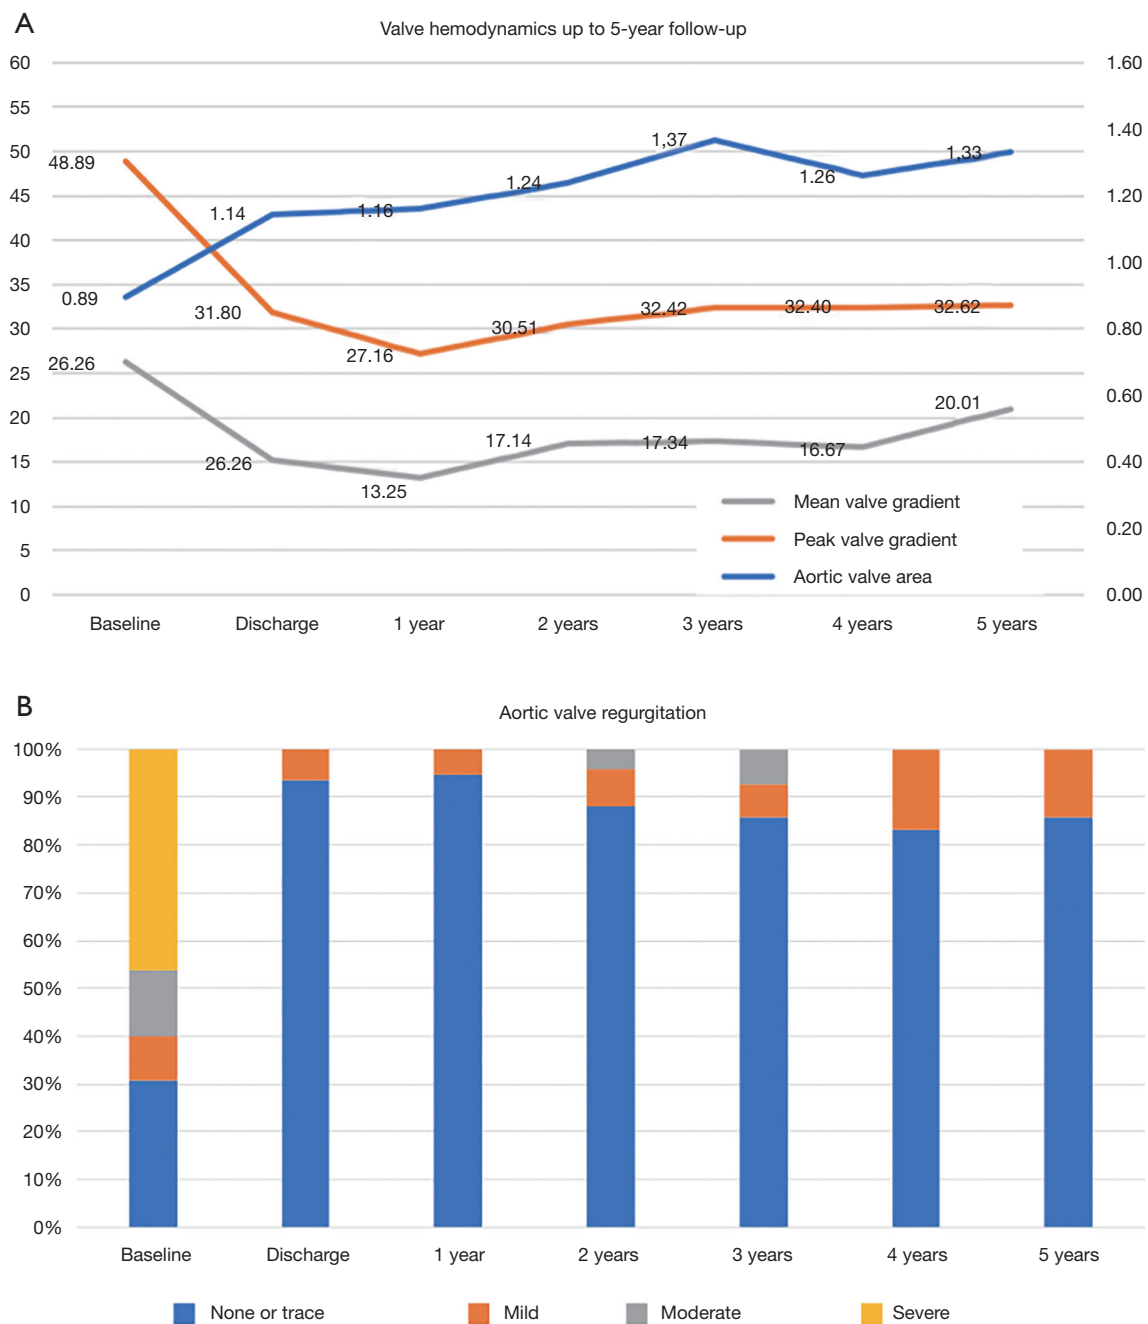 A
Valve hemodynamics up to 5-year follow-up
60 1.60
55
50 1.40
45 1.20
40
35 1.00
30 0.80
25
20 0.60
15 0.40
10
5 0.20
0 0.00
48.89 31.80 27.16 30.51 32.42 32.40 32.62
0.89 1.14 1.16 1.24 1,37 1.26 1,33
26.26 26.26 13.25 17.14 17.34 16.67 20.01
Mean valve gradient
Peak valve gradient
Aortic valve area
Baseline Discharge 1 year 2 years 3 years 4 years 5 years
B
Aortic valve regurgitation
100%
90%
80%
70%
60%
50%
40%
30%
20%
10%
0%
Baseline Discharge 1 year 2 years 3 years 4 years 5 years
None or trace Mild Moderate Severe